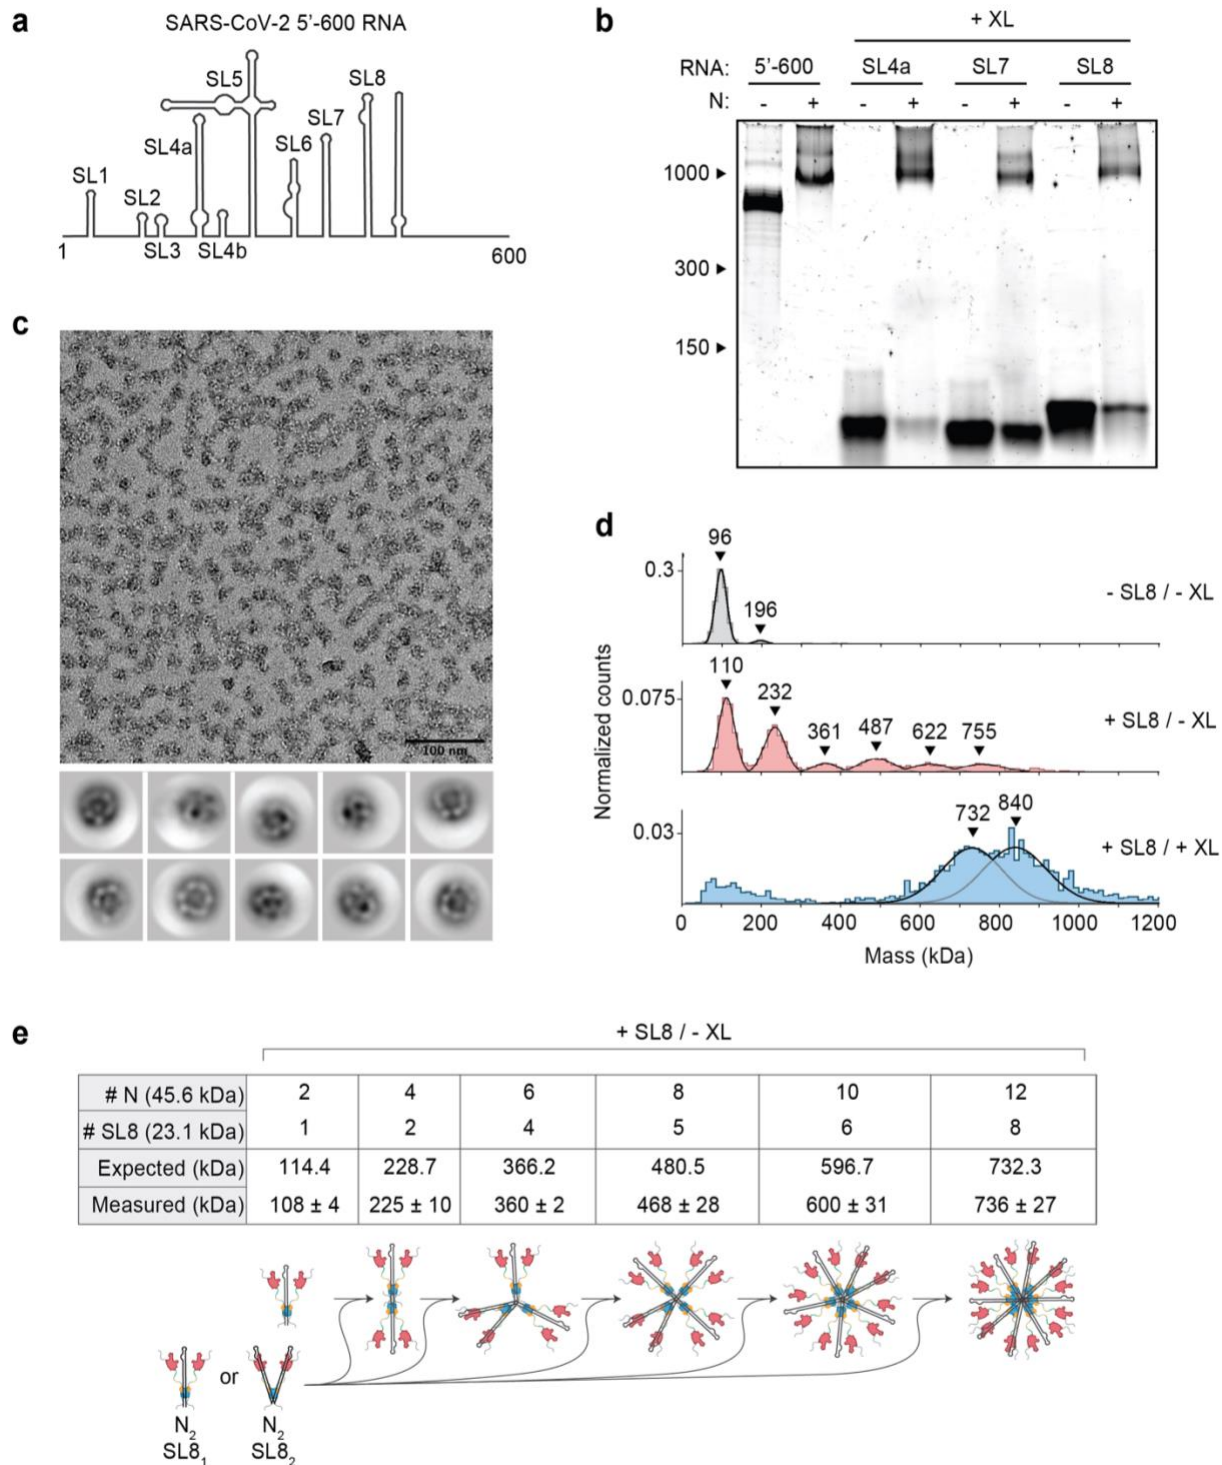 a
SARS-CoV-2 5'-600 RNA
SL5
SL8
SL7
SL4a
SL6
SL1
SL2
SL3
SL4b
1
600
b
+ XL
RNA: 5'-600 SL4a SL7 SL8
N: - + - + - + - +
1000
300
150
c
100 nm
d
96
0.3
196
- SL8 / - XL
110
0.075
232
361
487
622
755
+ SL8 / - XL
732
840
0.03
+ SL8 / + XL
Normalized counts
0 200 400 600 800 1000 1200
Mass (kDa)
e
+ SL8 / - XL
# N (45.6 kDa) 2 4 6 8 10 12
# SL8 (23.1 kDa) 1 2 4 5 6 8
Expected (kDa) 114.4 228.7 366.2 480.5 596.7 732.3
Measured (kDa) 108 ± 4 225 ± 10 360 ± 2 468 ± 28 600 ± 31 736 ± 27
or
N2 N2
SL81 SL82